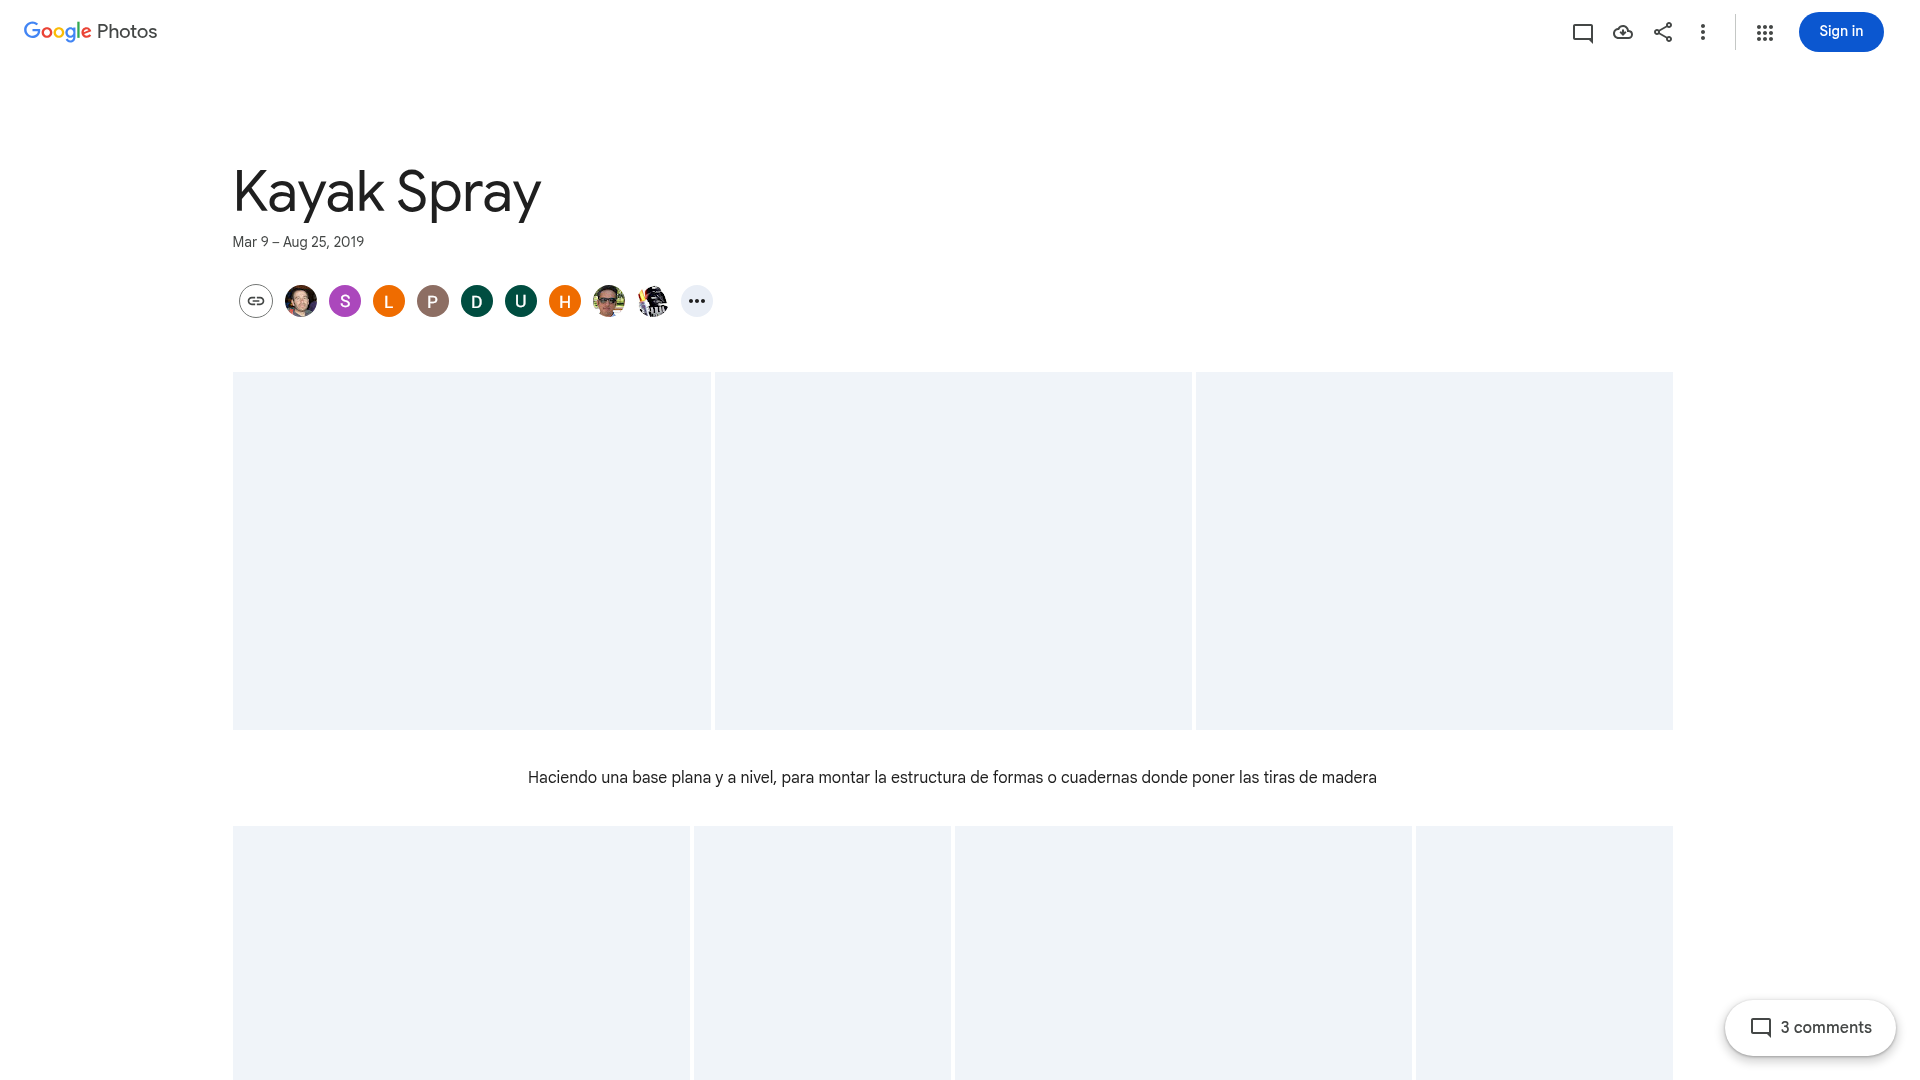 Google Photos
Sign in
Kayak Spray
Mar 9 – Aug 25, 2019
S L P D U H
Haciendo una base plana y a nivel, para montar la estructura de formas o cuadernas donde poner las tiras de madera
3 comments